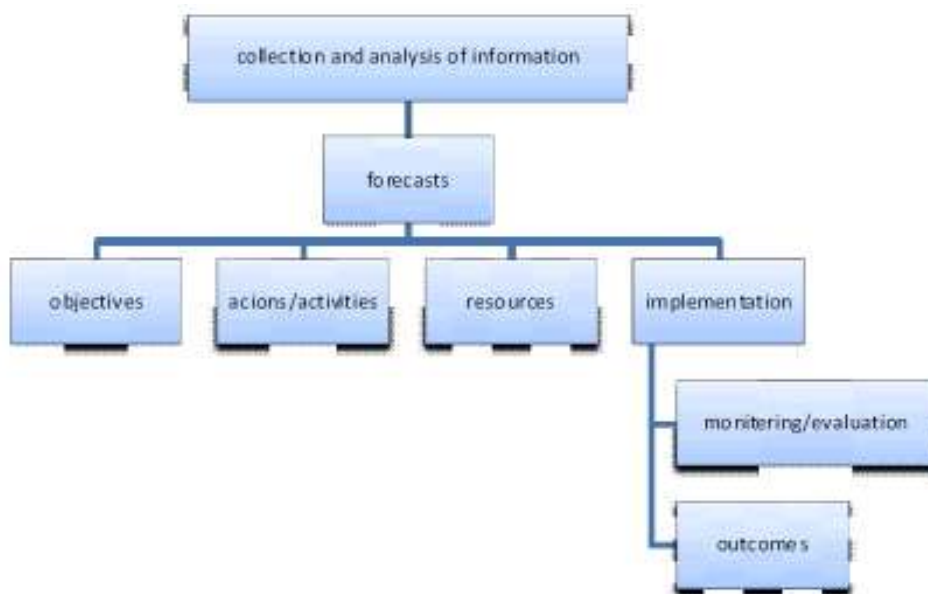 collection and analysis of information
forecasts
objectives
acions/activities
resources
implementation
monitering/evaluation
outcomes